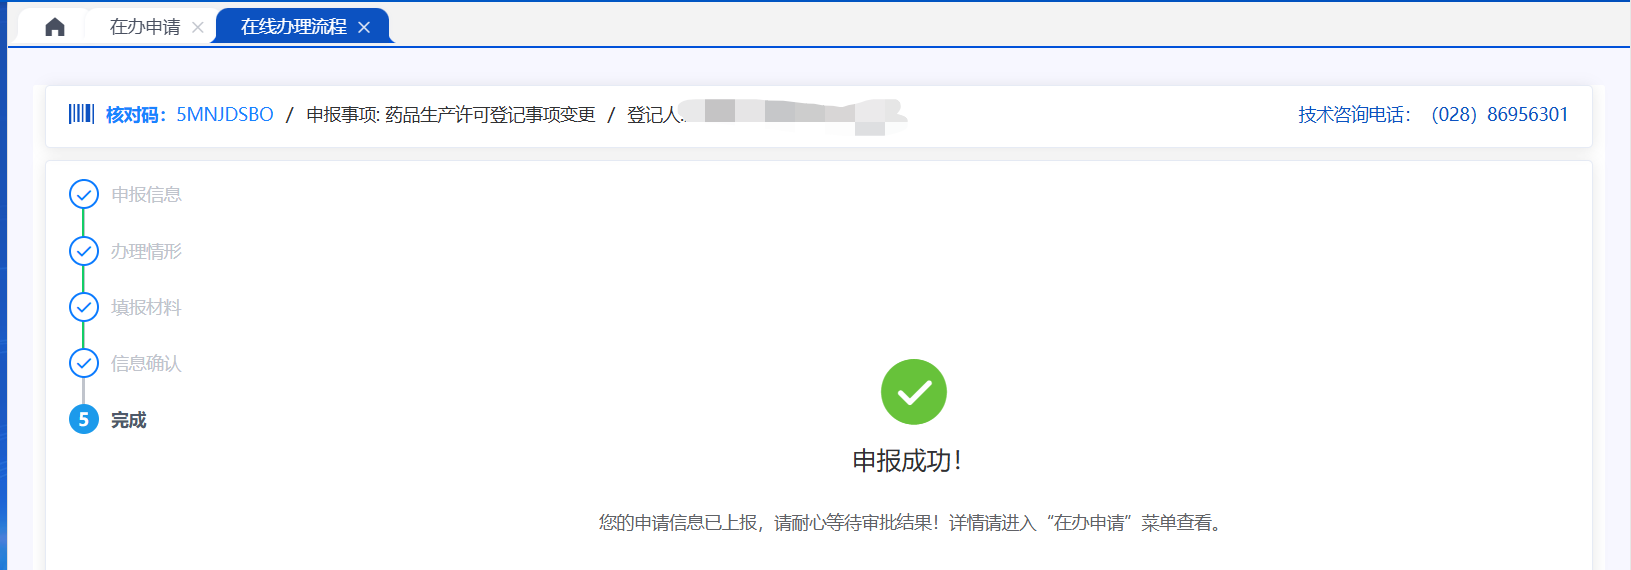 在办申请 × 在线办理流程 ×
核对码：5MNJDSBO / 申报事项: 药品生产许可登记事项变更 / 登记人 技术咨询电话：（028）86956301
申报信息
办理情形
填报材料
信息确认
5 完成
申报成功！
您的申请信息已上报，请耐心等待审批结果！详情请进入“在办申请”菜单查看。